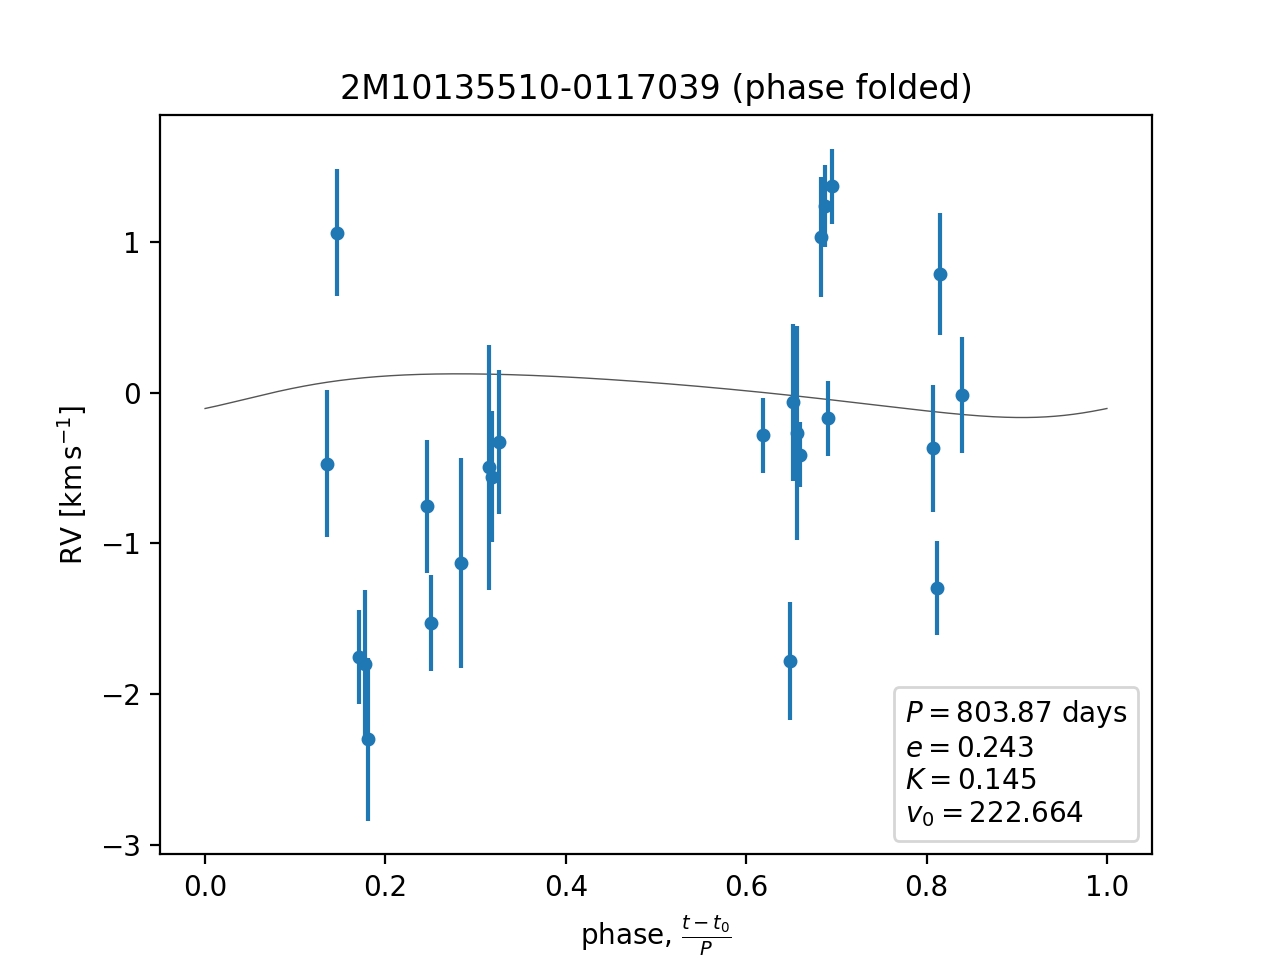 2M10135510-0117039 (phase folded)
RV [km s⁻¹]
1
0
−1
−2
−3
P = 803.87 days
e = 0.243
K = 0.145
v₀ = 222.664
0.0 0.2 0.4 0.6 0.8 1.0
phase, (t − t₀)/P